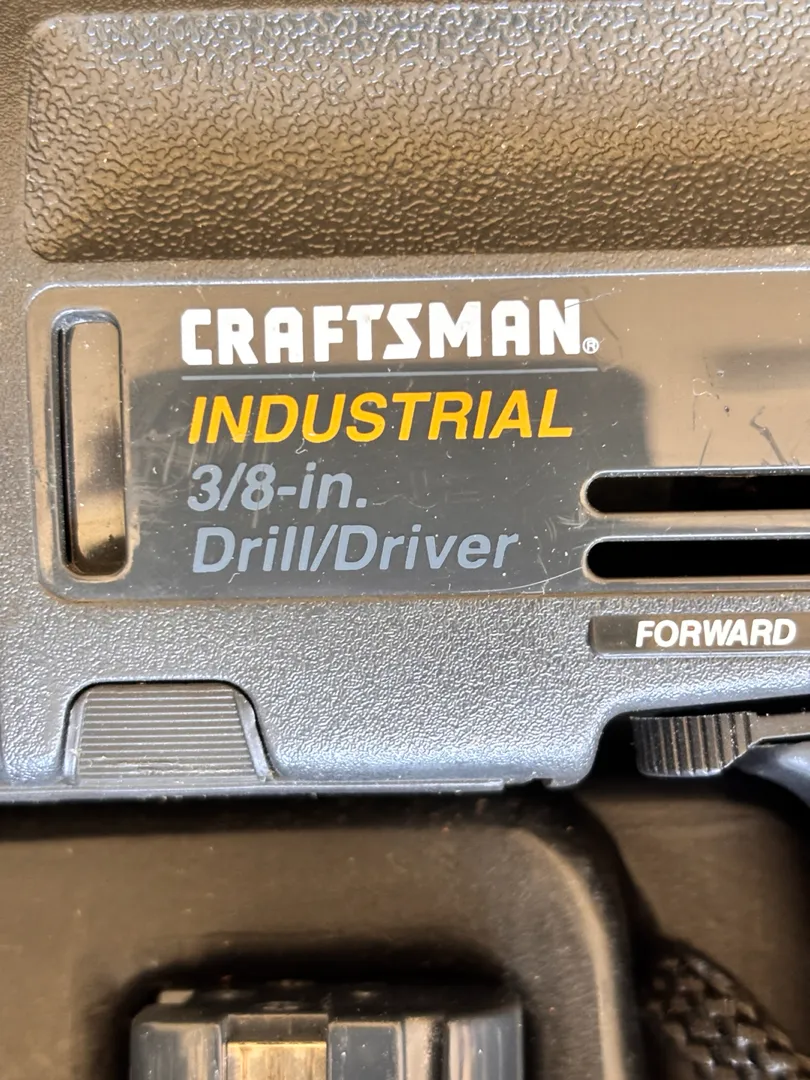 CRAFTSMAN®
INDUSTRIAL
3/8-in.
Drill/Driver
FORWARD